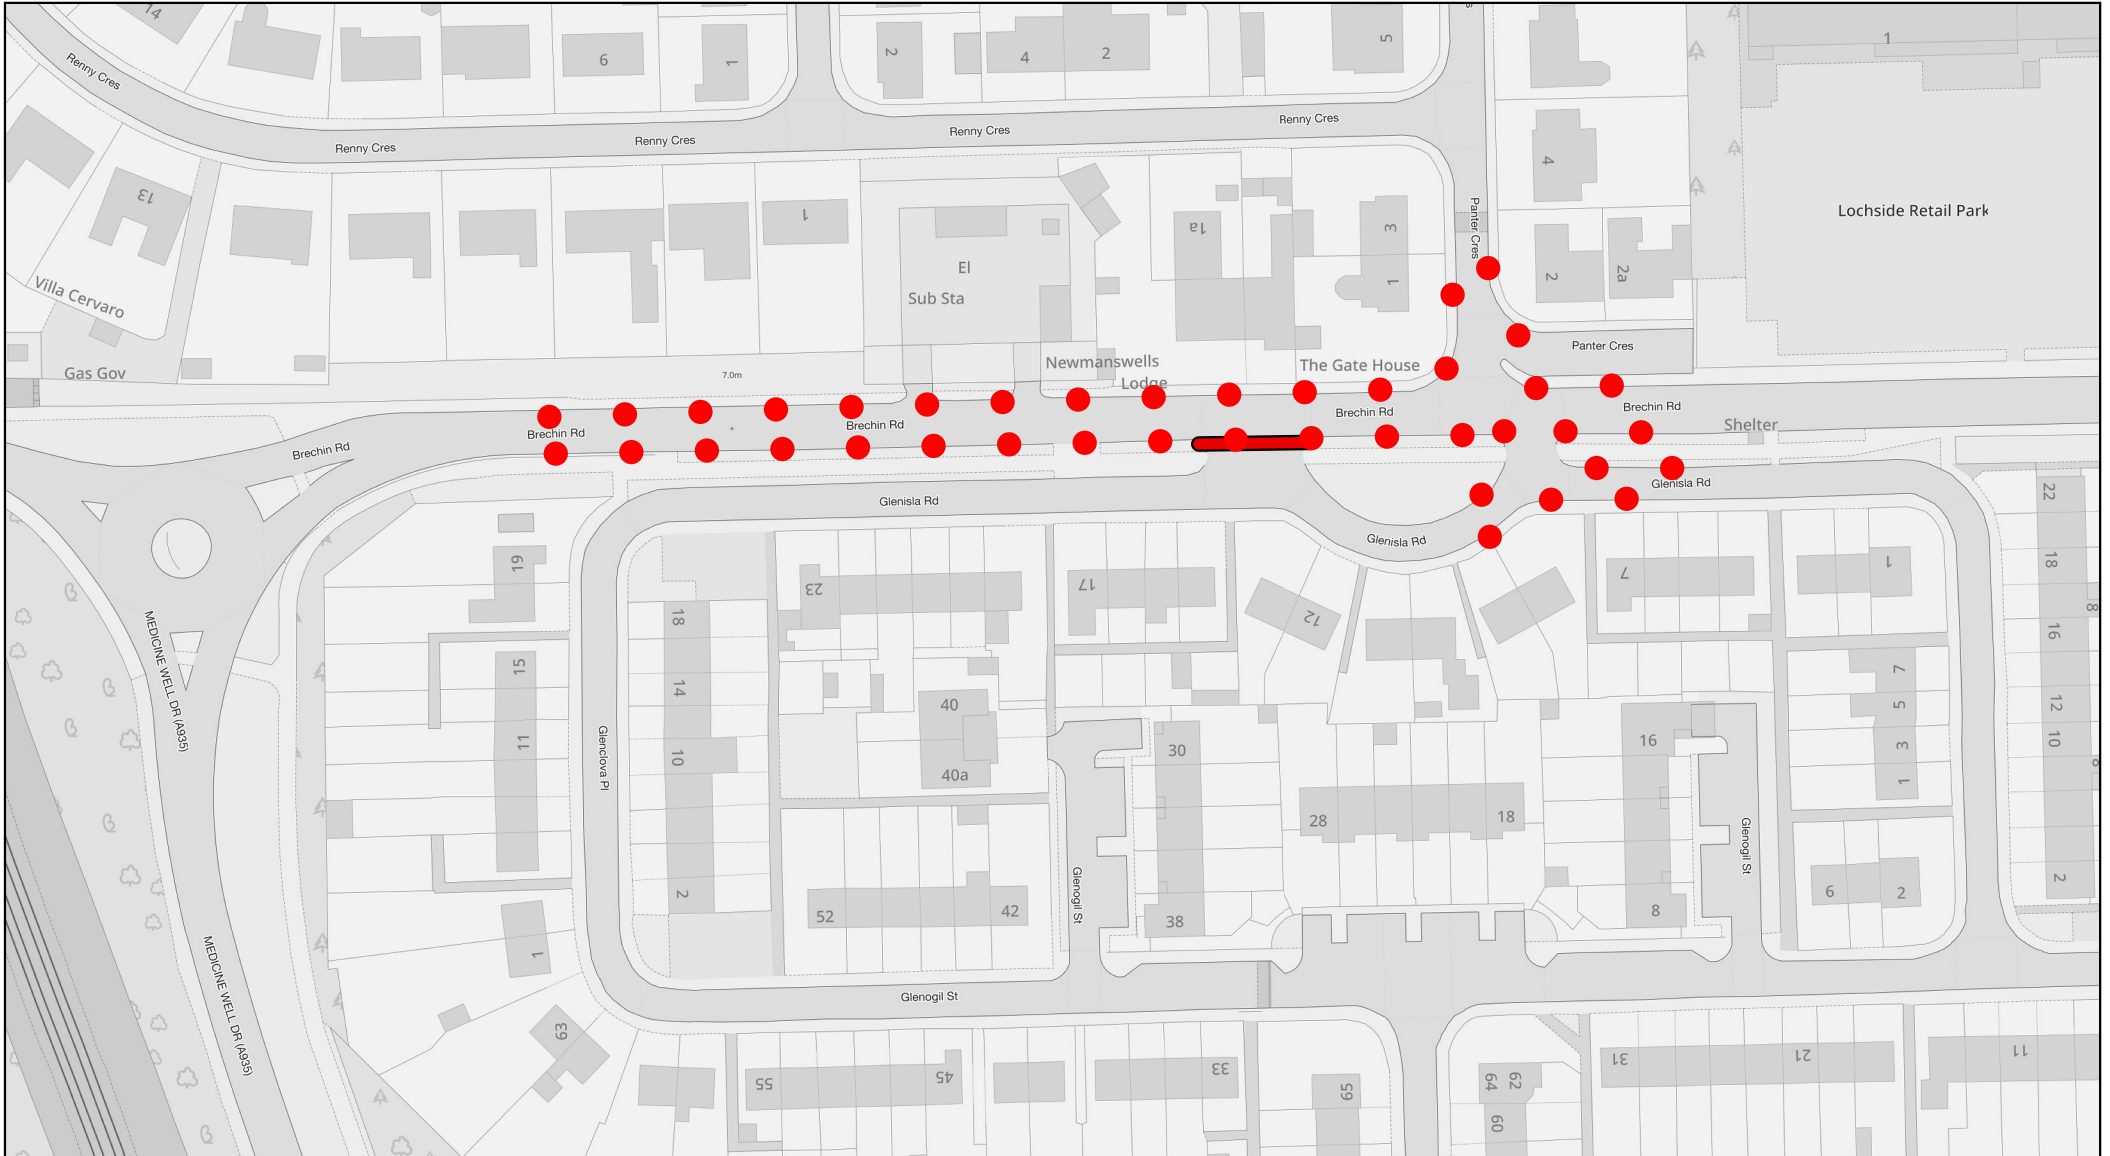 14
Renny Cres
6
1
2
4
2
5
1
Renny Cres
Renny Cres
Renny Cres
Renny Cres
4
13
1
1a
3
Panter Cres
Lochside Retail Park
El
Sub Sta
Villa Cervaro
1
2
2a
Gas Gov
7.0m
Newmanswells
Lodge
The Gate House
Panter Cres
Brechin Rd
Brechin Rd
Brechin Rd
Brechin Rd
Brechin Rd
Shelter
Glenisla Rd
Glenisla Rd
Glenisla Rd
22
19
23
17
12
7
1
18
18
8
16
MEDICINE WELL DR (A935)
15
14
7
40
5
12
11
10
30
16
3
10
Glenclova Pl
40a
1
28
18
Glenogil St
Glenogil St
2
52
42
38
8
6
2
2
1
MEDICINE WELL DR (A935)
Glenogil St
63
55
45
33
65
64
62
60
31
21
11